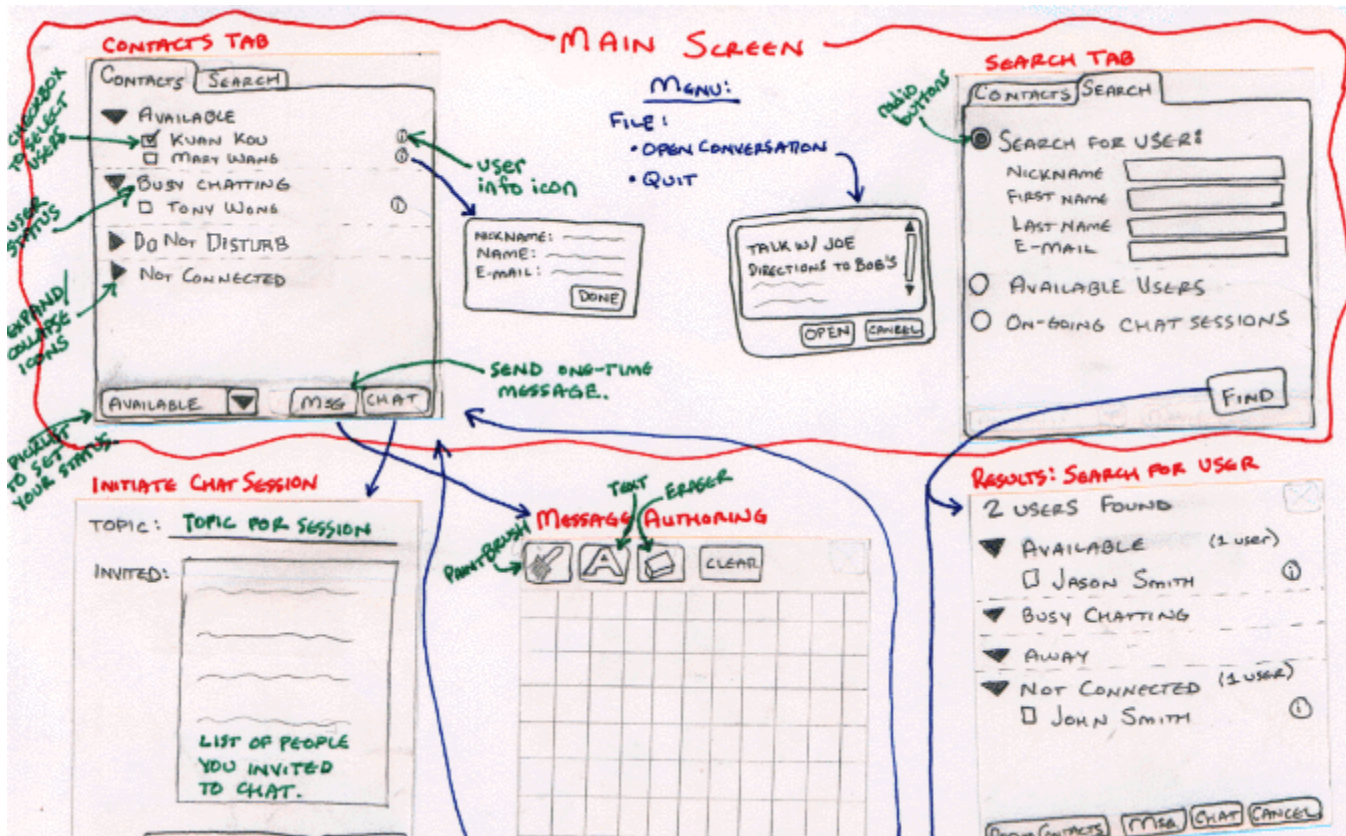 MAIN SCREEN
CONTACTS TAB
CONTACTS
SEARCH
AVAILABLE
KUAN KOU
MARY WANG
BUSY CHATTING
TONY WONG
DO NOT DISTURB
NOT CONNECTED
AVAILABLE
MSG
CHAT
CHECKBOX
TO SELECT
USERS
USER
STATUS
EXPAND/
COLLAPSE
ICONS
PICKLIST
TO SET
YOUR STATUS.
USER
INFO ICON
SEND ONE-TIME
MESSAGE.
NICKNAME:
NAME:
E-MAIL:
DONE
MENU:
FILE:
• OPEN CONVERSATION
• QUIT
TALK W/ JOE
DIRECTIONS TO BOB'S
OPEN
CANCEL
SEARCH TAB
CONTACTS
SEARCH
RADIO
BUTTONS
SEARCH FOR USER:
NICKNAME
FIRST NAME
LAST NAME
E-MAIL
AVAILABLE USERS
ON-GOING CHAT SESSIONS
FIND
INITIATE CHAT SESSION
TOPIC: TOPIC FOR SESSION
INVITED:
LIST OF PEOPLE
YOU INVITED
TO CHAT.
MESSAGE AUTHORING
PAINTBRUSH
TEXT
ERASER
A
CLEAR
RESULTS: SEARCH FOR USER
2 USERS FOUND
AVAILABLE (1 USER)
JASON SMITH
BUSY CHATTING
AWAY
NOT CONNECTED (1 USER)
JOHN SMITH
CONTACTS
MSG
CHAT
CANCEL